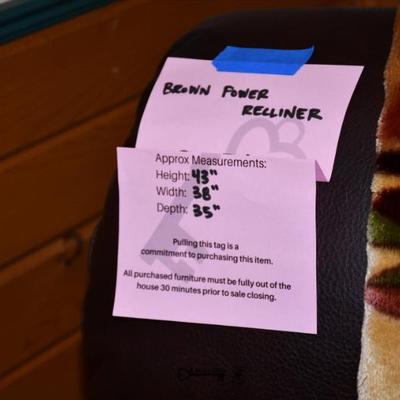 BROWN POWER
RECLINER
Approx Measurements:
Height: 43"
Width: 38"
Depth: 35"
Pulling this tag is a
commitment to purchasing this item.
All purchased furniture must be fully out of the
house 30 minutes prior to sale closing.